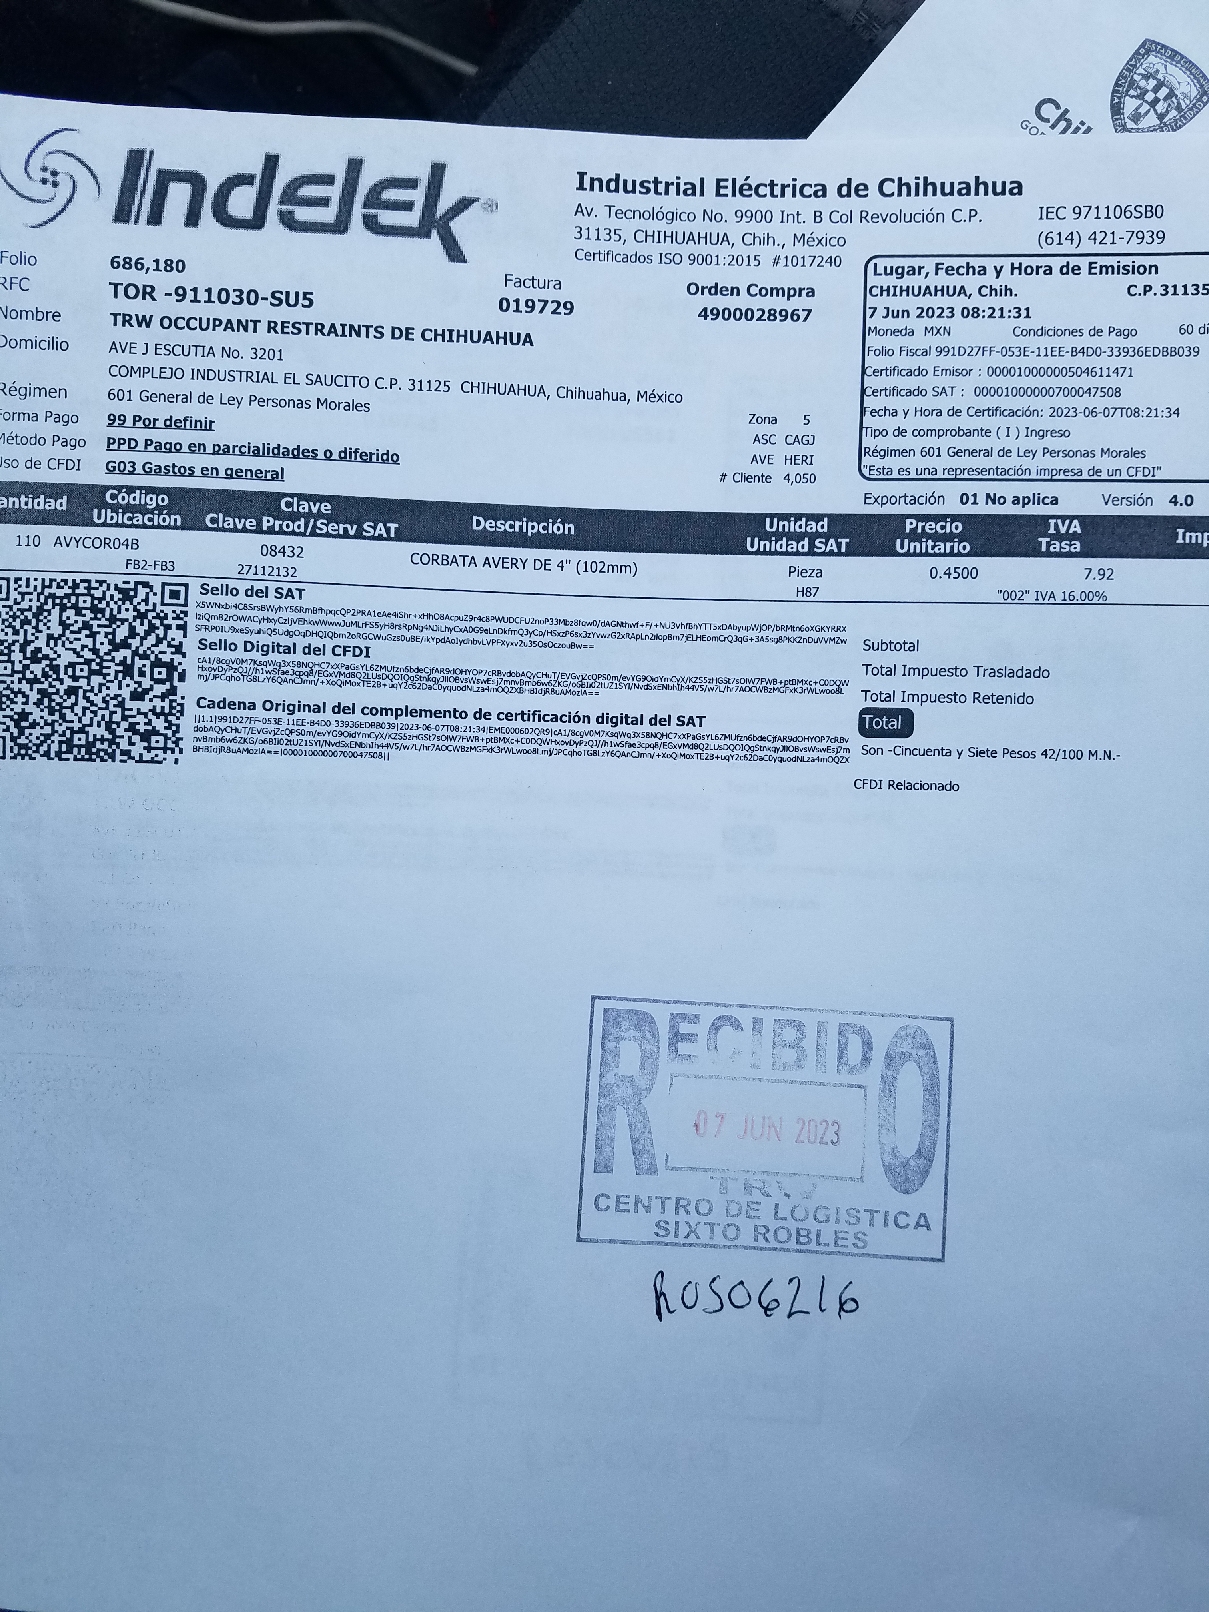 Chi
GO
Indelek
Industrial Eléctrica de Chihuahua
Av. Tecnológico No. 9900 Int. B Col Revolución C.P. IEC 971106SB0
31135, CHIHUAHUA, Chih., México (614) 421-7939
Certificados ISO 9001:2015 #1017240
Folio 686,180
RFC TOR -911030-SU5
Factura
019729
Orden Compra
4900028967
Nombre TRW OCCUPANT RESTRAINTS DE CHIHUAHUA
Domicilio AVE J ESCUTIA No. 3201
COMPLEJO INDUSTRIAL EL SAUCITO C.P. 31125 CHIHUAHUA, Chihuahua, México
Régimen 601 General de Ley Personas Morales
orma Pago 99 Por definir
Método Pago PPD Pago en parcialidades o diferido
so de CFDI G03 Gastos en general
Zona 5
ASC CAGJ
AVE HERI
# Cliente 4,050
Lugar, Fecha y Hora de Emision
CHIHUAHUA, Chih. C.P.31135
7 Jun 2023 08:21:31
Moneda MXN Condiciones de Pago 60 di
Folio Fiscal 991D27FF-053E-11EE-B4D0-33936EDBB039
Certificado Emisor : 00001000000504611471
Certificado SAT : 00001000000700047508
Fecha y Hora de Certificación: 2023-06-07T08:21:34
Tipo de comprobante ( I ) Ingreso
Régimen 601 General de Ley Personas Morales
"Esta es una representación impresa de un CFDI"
Exportación 01 No aplica Versión 4.0
antidad Código Clave Descripción Unidad Precio IVA Imp
Ubicación Clave Prod/Serv SAT Unidad SAT Unitario Tasa
110 AVYCOR04B 08432 CORBATA AVERY DE 4" (102mm) Pieza 0.4500 7.92
FB2-FB3 27112132 H87 "002" IVA 16.00%
Sello del SAT
Sello Digital del CFDI
Cadena Original del complemento de certificación digital del SAT
Subtotal
Total Impuesto Trasladado
Total Impuesto Retenido
Total
Son -Cincuenta y Siete Pesos 42/100 M.N.-
CFDI Relacionado
RECIBIDO
07 JUN 2023
TRW
CENTRO DE LOGISTICA
SIXTO ROBLES
R0506216